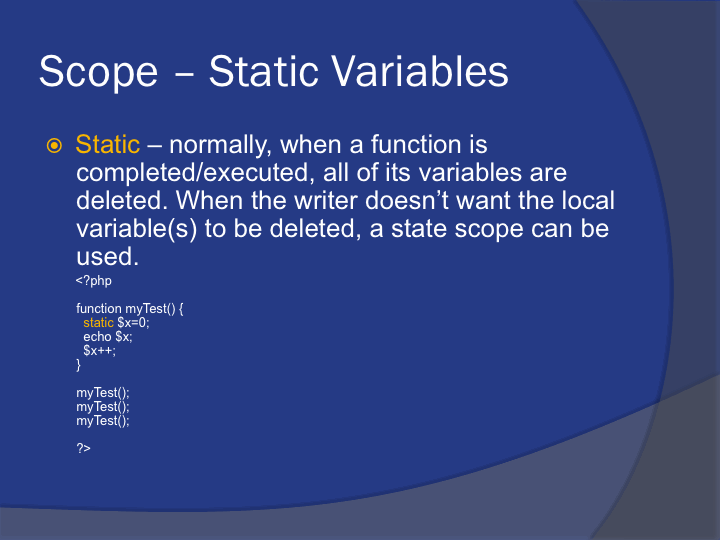 Scope – Static Variables
Static – normally, when a function is
completed/executed, all of its variables are
deleted. When the writer doesn’t want the local
variable(s) to be deleted, a state scope can be
used.
<?php
function myTest() {
static $x=0;
echo $x;
$x++;
}
myTest();
myTest();
myTest();
?>